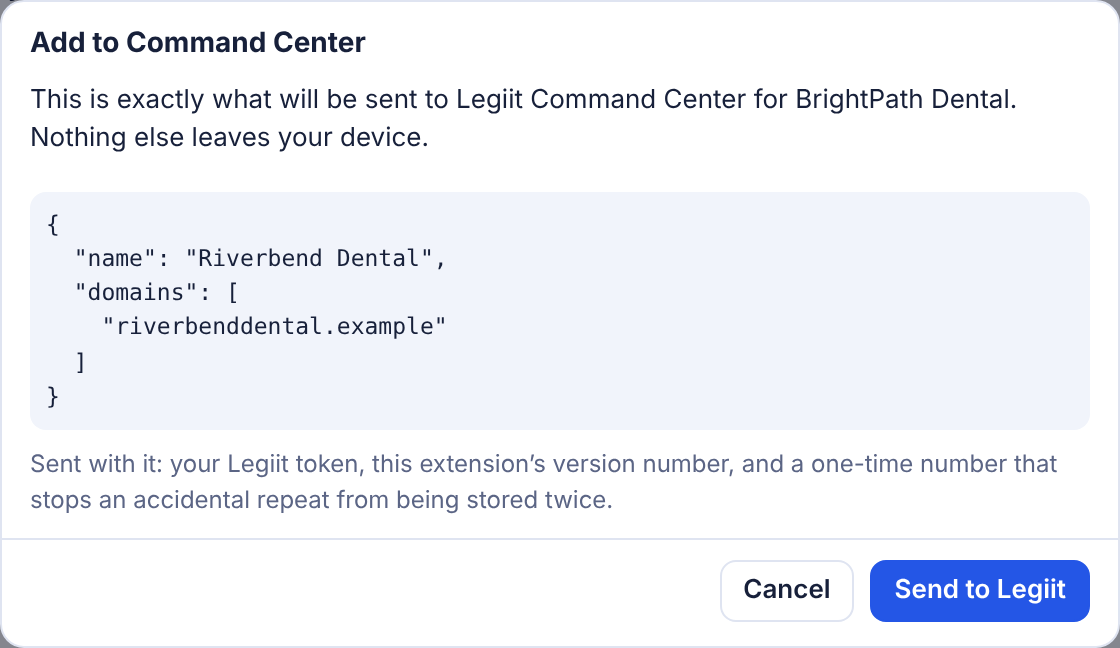 Add to Command Center
This is exactly what will be sent to Legiit Command Center for BrightPath Dental.
Nothing else leaves your device.
{
  "name": "Riverbend Dental",
  "domains": [
    "riverbenddental.example"
  ]
}
Sent with it: your Legiit token, this extension’s version number, and a one-time number that
stops an accidental repeat from being stored twice.
Cancel
Send to Legiit